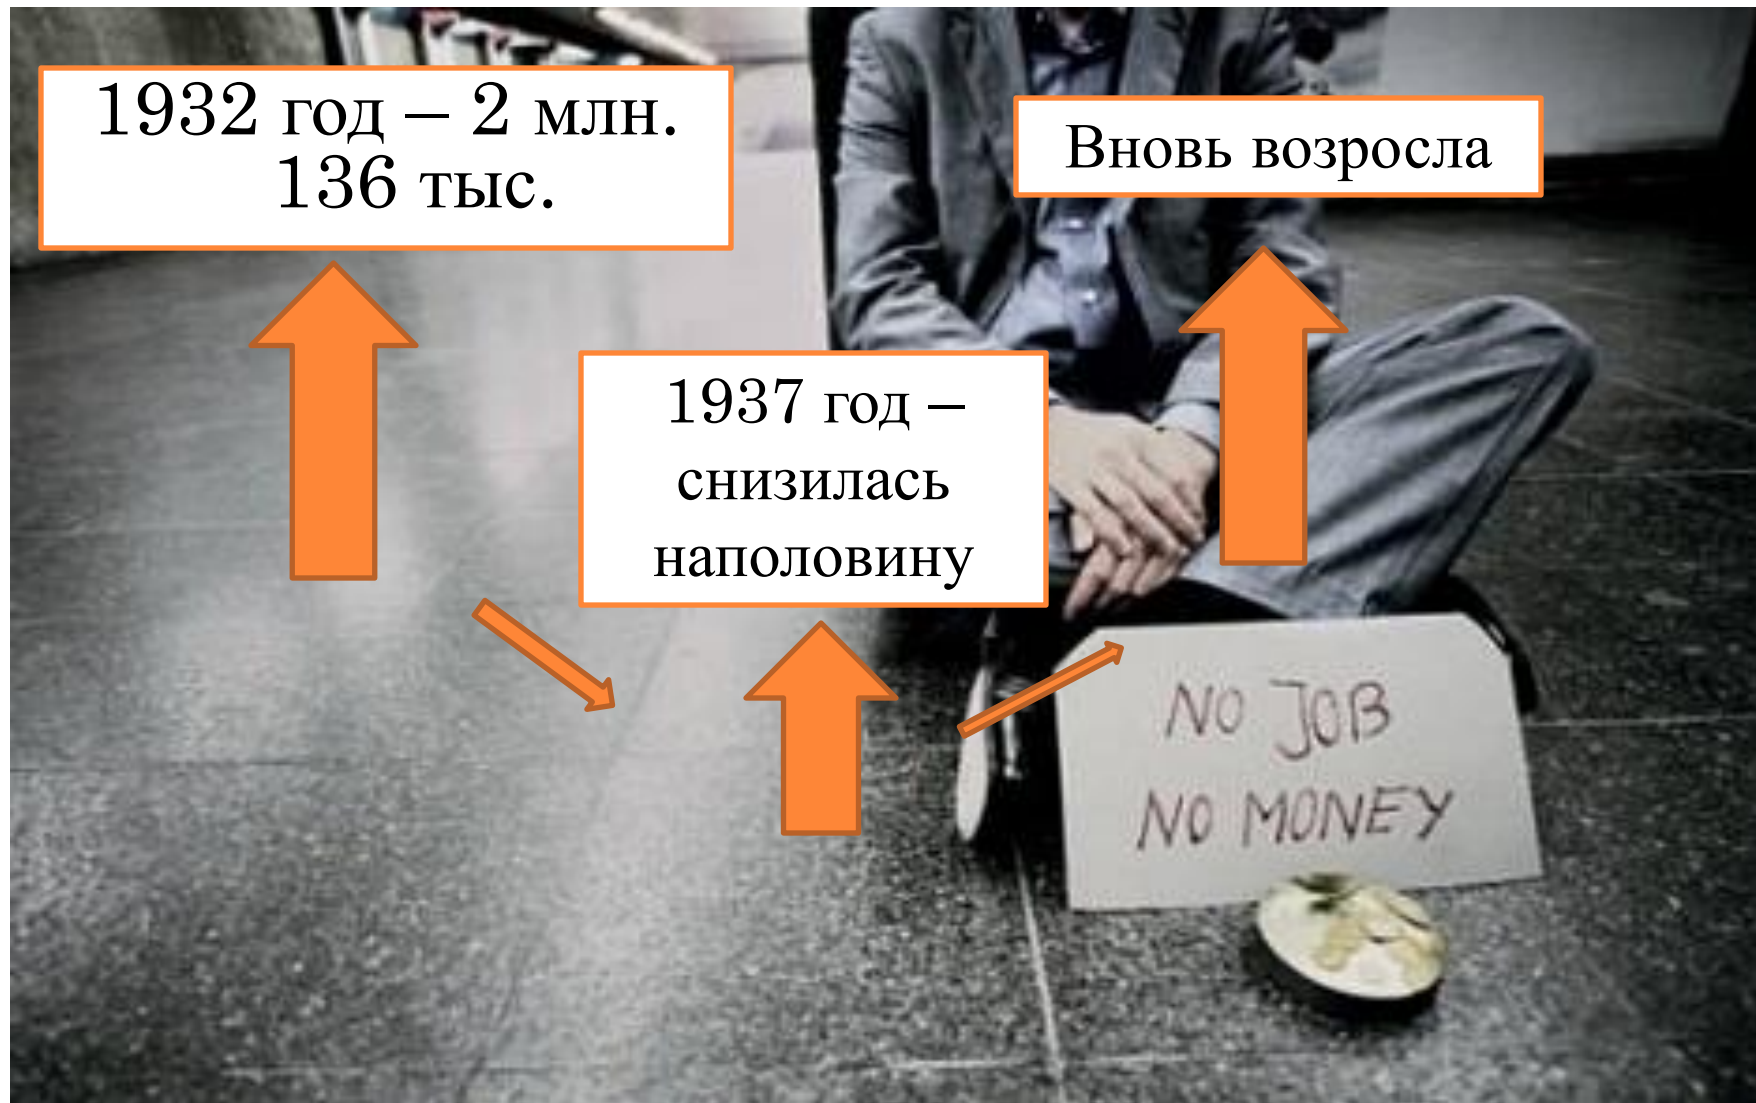 1932 год – 2 млн.
136 тыс.
Вновь возросла
1937 год –
снизилась
наполовину
NO JOB
NO MONEY